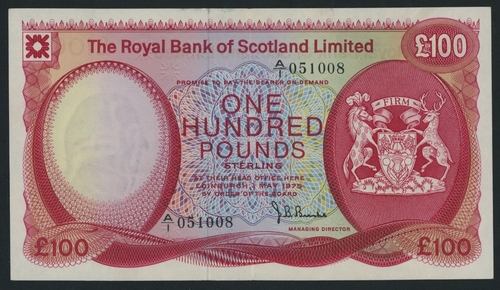 The Royal Bank of Scotland Limited
£100
A/1 051008
PROMISE TO PAY THE BEARER ON DEMAND
ONE
HUNDRED
POUNDS
STERLING
AT THEIR HEAD OFFICE HERE
EDINBURGH, 1 MAY 1975
BY ORDER OF THE BOARD
FIRM
A/1 051008
MANAGING DIRECTOR
£100
£100